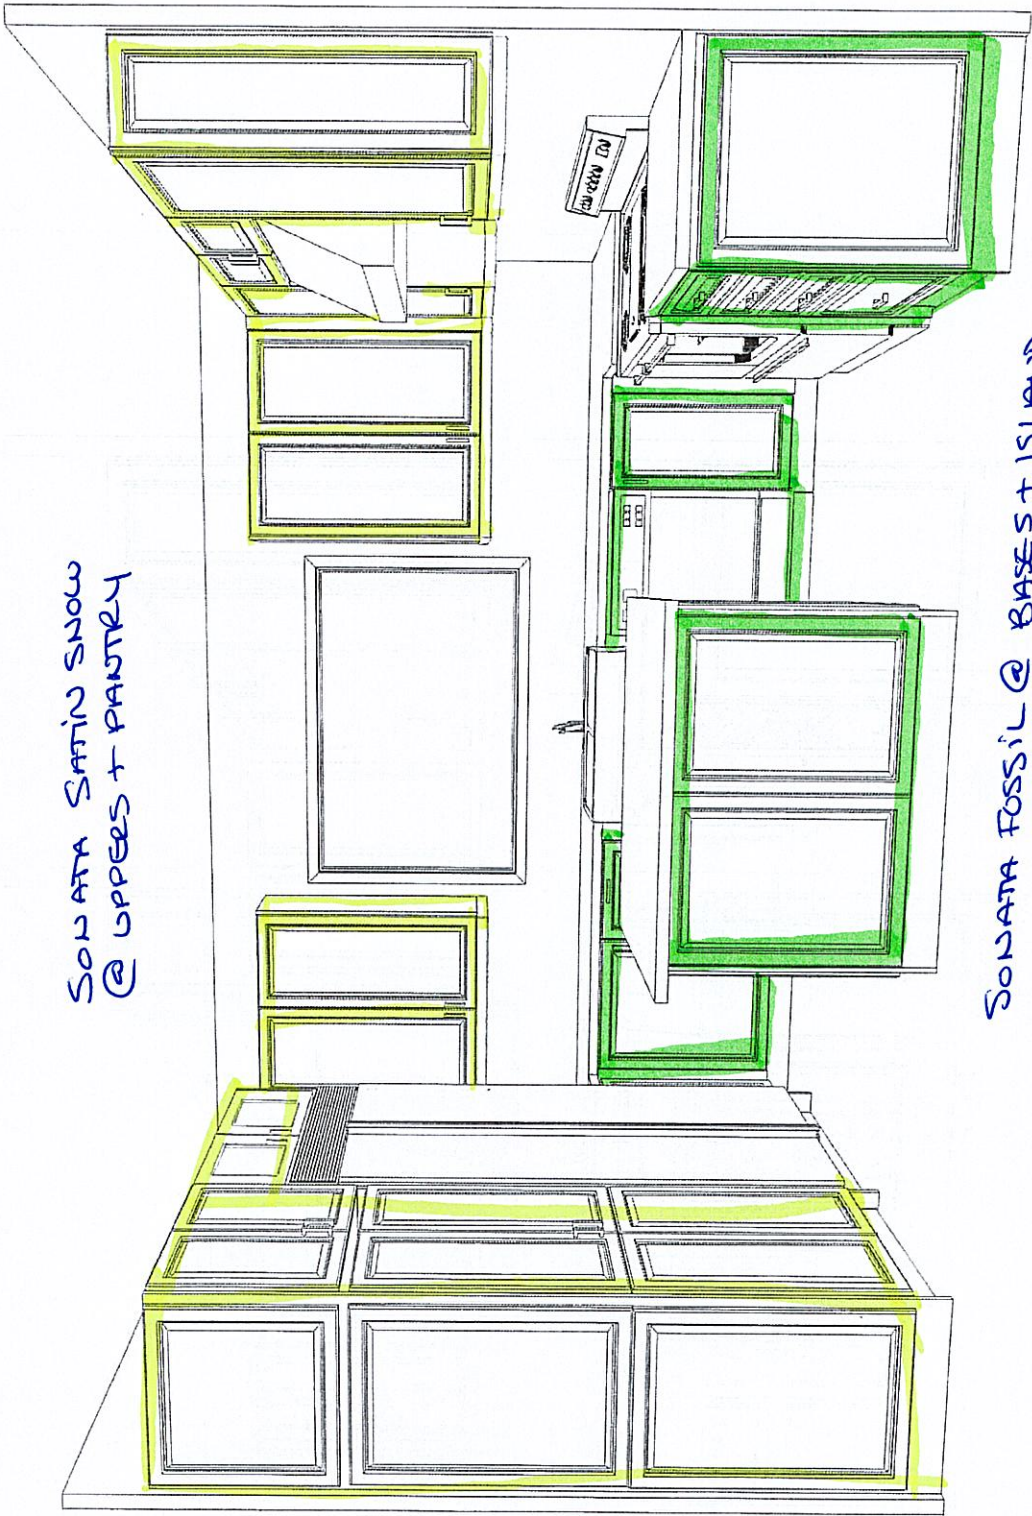 SONATA SATIN SNOW
@ UPPERS + PANTRY
SONATA FOSSIL @ BASES + ISLAND